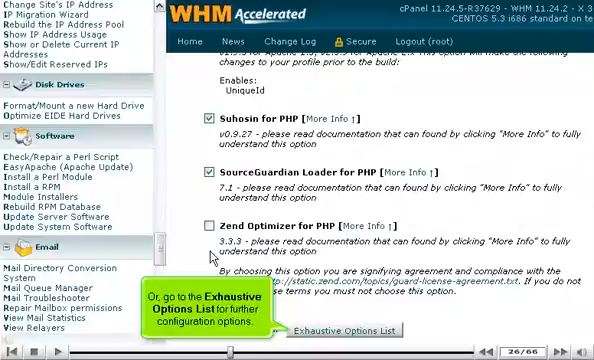 Change Site's IP Address
IP Migration Wizard
Rebuild the IP Address Pool
Show IP Address Usage
Show or Delete Current IP
Addresses
Show/Edit Reserved IPs
Disk Drives
Format/Mount a new Hard Drive
Optimize EIDE Hard Drives
Software
Check/Repair a Perl Script
EasyApache (Apache Update)
Install a Perl Module
Install a RPM
Module Installers
Rebuild RPM Database
Update Server Software
Update System Software
Email
Mail Directory Conversion
System
Mail Queue Manager
Mail Troubleshooter
Repair Mailbox permissions
View Mail Statistics
View Relayers
WHM Accelerated
cPanel 11.24.5-R37629 - WHM 11.24.2 - X 3
CENTOS 5.3 i686 standard on te
Home News Change Log Secure Logout (root)
changes to your profile prior to the build:
Enables:
UniqueId
Suhosin for PHP [More Info ↑]
v0.9.27 - please read documentation that can found by clicking "More Info" to fully
understand this option
SourceGuardian Loader for PHP [More Info ↑]
7.1 - please read documentation that can found by clicking "More Info" to fully
understand this option
Zend Optimizer for PHP [More Info ↑]
3.3.3 - please read documentation that can found by clicking "More Info" to fully
understand this option
By choosing this option you are signifying agreement and compliance with the
://static.zend.com/topics/guard-license-agreement.txt. If you do not
se terms you must not choose this option.
Or, go to the Exhaustive
Options List for further
configuration options.
Exhaustive Options List
26/66